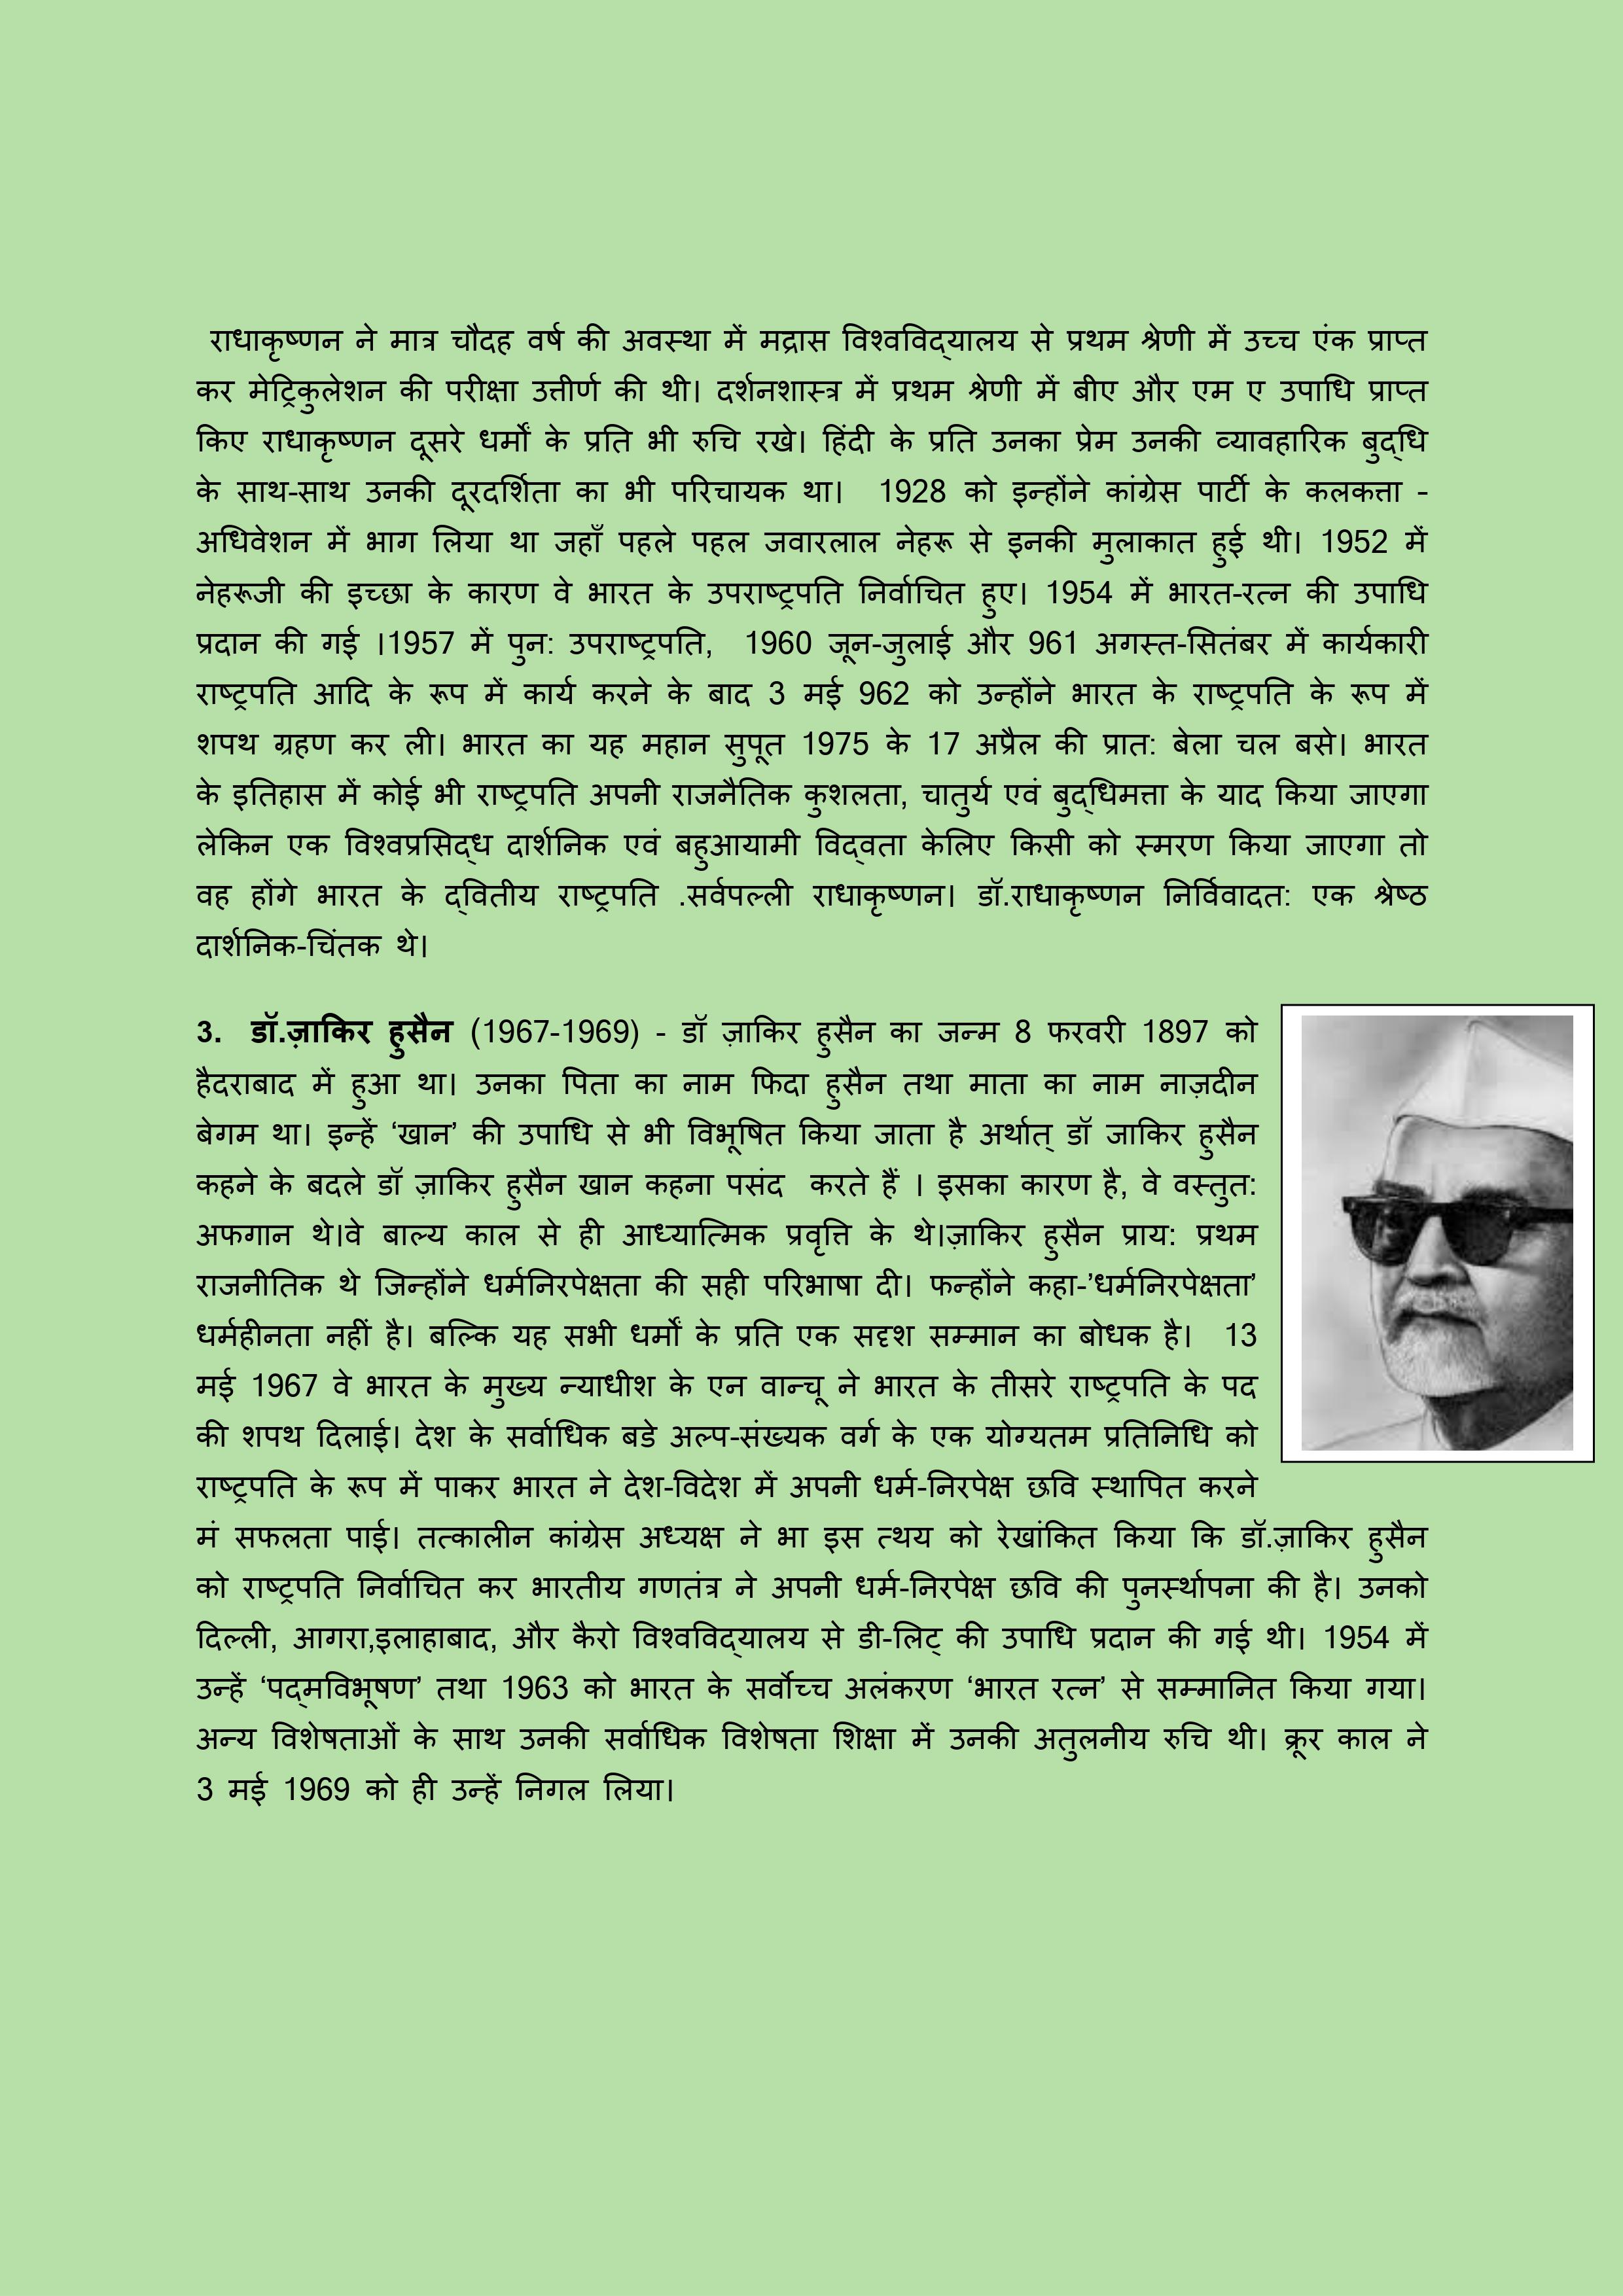 राधाकृष्णन ने मात्र चौदह वर्ष की अवस्था में मद्रास विश्वविद्यालय से प्रथम श्रेणी में उच्च एंक प्राप्त
कर मेट्रिकुलेशन की परीक्षा उत्तीर्ण की थी। दर्शनशास्त्र में प्रथम श्रेणी में बीए और एम ए उपाधि प्राप्त
किए राधाकृष्णन दूसरे धर्मों के प्रति भी रुचि रखे। हिंदी के प्रति उनका प्रेम उनकी व्यावहारिक बुद्धि
के साथ-साथ उनकी दूरदर्शिता का भी परिचायक था। 1928 को इन्होंने कांग्रेस पार्टी के कलकत्ता –
अधिवेशन में भाग लिया था जहाँ पहले पहल जवारलाल नेहरू से इनकी मुलाकात हुई थी। 1952 में
नेहरूजी की इच्छा के कारण वे भारत के उपराष्ट्रपति निर्वाचित हुए। 1954 में भारत-रत्न की उपाधि
प्रदान की गई ।1957 में पुन: उपराष्ट्रपति, 1960 जून-जुलाई और 961 अगस्त-सितंबर में कार्यकारी
राष्ट्रपति आदि के रूप में कार्य करने के बाद 3 मई 962 को उन्होंने भारत के राष्ट्रपति के रूप में
शपथ ग्रहण कर ली। भारत का यह महान सुपूत 1975 के 17 अप्रैल की प्रात: बेला चल बसे। भारत
के इतिहास में कोई भी राष्ट्रपति अपनी राजनैतिक कुशलता, चातुर्य एवं बुद्धिमत्ता के याद किया जाएगा
लेकिन एक विश्वप्रसिद्ध दार्शनिक एवं बहुआयामी विद्वता केलिए किसी को स्मरण किया जाएगा तो
वह होंगे भारत के द्वितीय राष्ट्रपति .सर्वपल्ली राधाकृष्णन। डॉ.राधाकृष्णन निर्विवादत: एक श्रेष्ठ
दार्शनिक-चिंतक थे।
3. डॉ.ज़ाकिर हुसैन (1967-1969) - डॉ ज़ाकिर हुसैन का जन्म 8 फरवरी 1897 को
हैदराबाद में हुआ था। उनका पिता का नाम फिदा हुसैन तथा माता का नाम नाज़दीन
बेगम था। इन्हें ‘खान’ की उपाधि से भी विभूषित किया जाता है अर्थात् डॉ जाकिर हुसैन
कहने के बदले डॉ ज़ाकिर हुसैन खान कहना पसंद करते हैं । इसका कारण है, वे वस्तुत:
अफगान थे।वे बाल्य काल से ही आध्यात्मिक प्रवृत्ति के थे।ज़ाकिर हुसैन प्राय: प्रथम
राजनीतिक थे जिन्होंने धर्मनिरपेक्षता की सही परिभाषा दी। फन्होंने कहा-’धर्मनिरपेक्षता’
धर्महीनता नहीं है। बल्कि यह सभी धर्मों के प्रति एक सदृश सम्मान का बोधक है। 13
मई 1967 वे भारत के मुख्य न्याधीश के एन वान्चू ने भारत के तीसरे राष्ट्रपति के पद
की शपथ दिलाई। देश के सर्वाधिक बडे अल्प-संख्यक वर्ग के एक योग्यतम प्रतिनिधि को
राष्ट्रपति के रूप में पाकर भारत ने देश-विदेश में अपनी धर्म-निरपेक्ष छवि स्थापित करने
मं सफलता पाई। तत्कालीन कांग्रेस अध्यक्ष ने भा इस त्थय को रेखांकित किया कि डॉ.ज़ाकिर हुसैन
को राष्ट्रपति निर्वाचित कर भारतीय गणतंत्र ने अपनी धर्म-निरपेक्ष छवि की पुनर्स्थापना की है। उनको
दिल्ली, आगरा,इलाहाबाद, और कैरो विश्वविद्यालय से डी-लिट् की उपाधि प्रदान की गई थी। 1954 में
उन्हें ‘पद्मविभूषण’ तथा 1963 को भारत के सर्वोच्च अलंकरण ‘भारत रत्न’ से सम्मानित किया गया।
अन्य विशेषताओं के साथ उनकी सर्वाधिक विशेषता शिक्षा में उनकी अतुलनीय रुचि थी। क्रूर काल ने
3 मई 1969 को ही उन्हें निगल लिया।